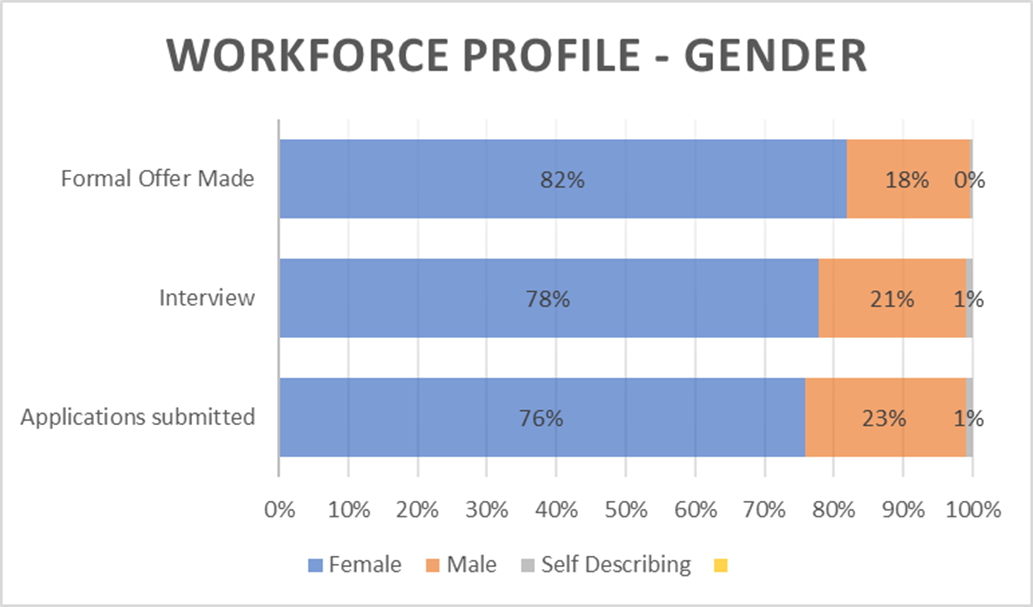 WORKFORCE PROFILE - GENDER
Formal Offer Made 82% 18% 0%
Interview 78% 21% 1%
Applications submitted 76% 23% 1%
0% 10% 20% 30% 40% 50% 60% 70% 80% 90% 100%
Female Male Self Describing